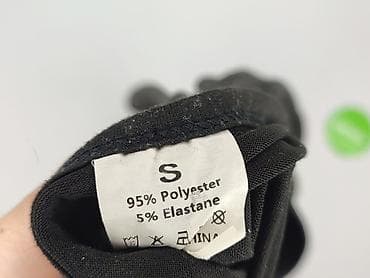 S
95% Polyester
5% Elastane